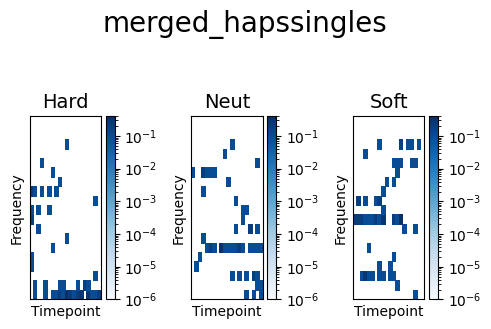 merged_hapssingles
Hard
Neut
Soft
Frequency
Timepoint
10⁻¹
10⁻²
10⁻³
10⁻⁴
10⁻⁵
10⁻⁶
Frequency
Timepoint
10⁻¹
10⁻²
10⁻³
10⁻⁴
10⁻⁵
10⁻⁶
Frequency
Timepoint
10⁻¹
10⁻²
10⁻³
10⁻⁴
10⁻⁵
10⁻⁶